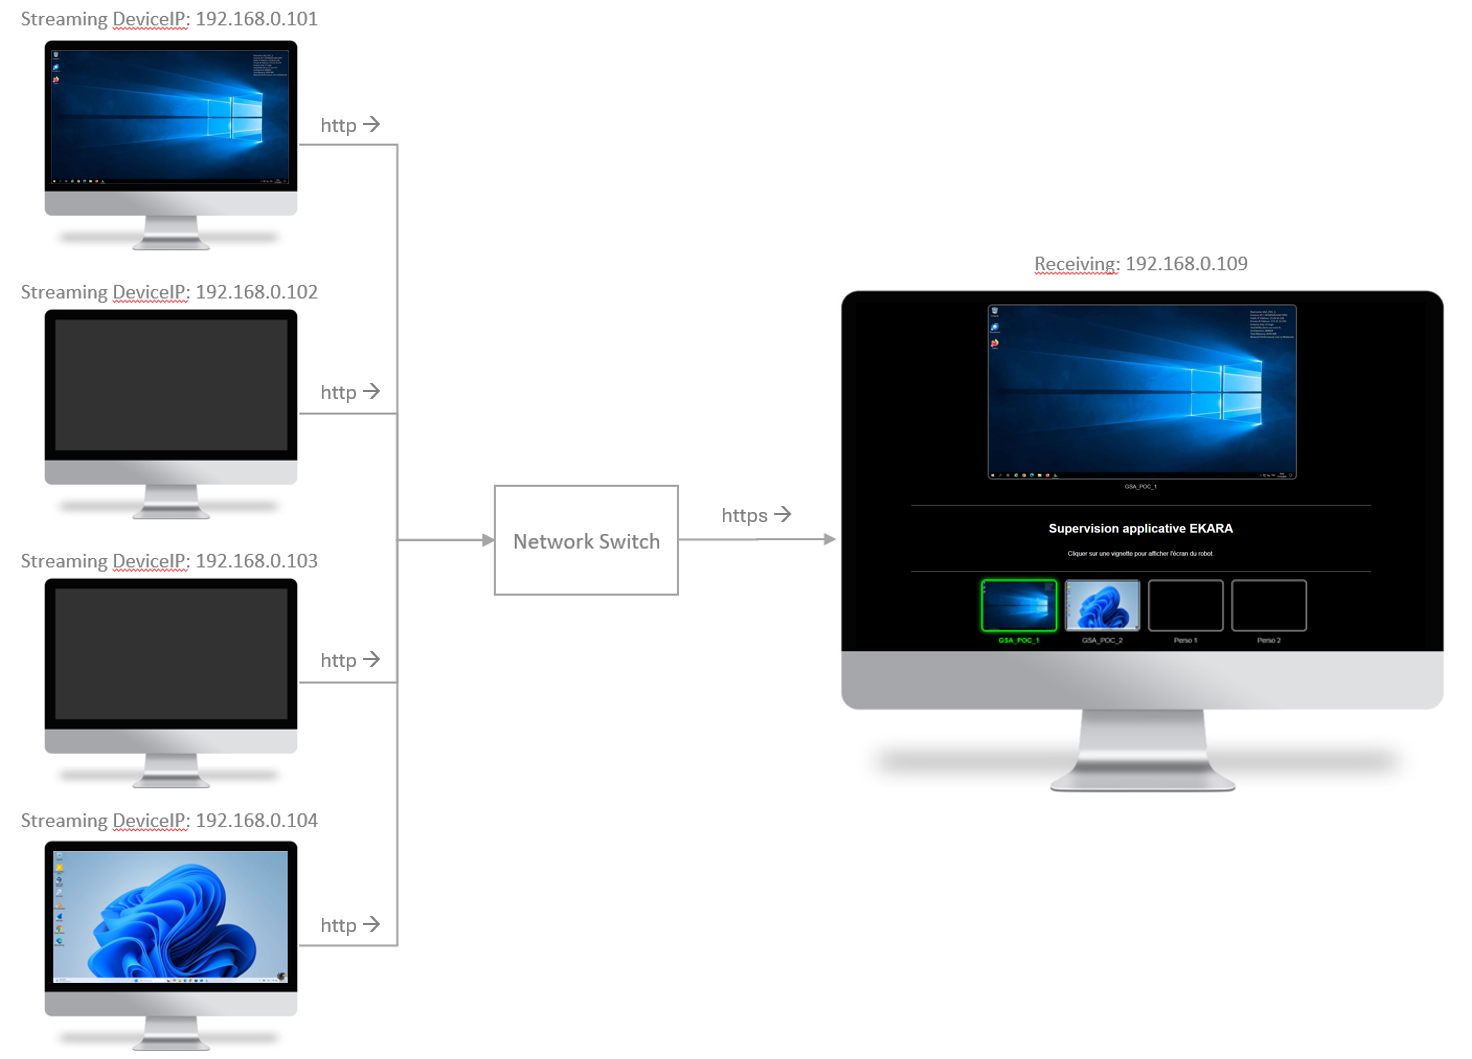 Streaming DeviceIP: 192.168.0.101
http →
Streaming DeviceIP: 192.168.0.102
http →
Streaming DeviceIP: 192.168.0.103
http →
Streaming DeviceIP: 192.168.0.104
http →
Network Switch
https →
Receiving: 192.168.0.109
GSA_POC_1
Supervision applicative EKARA
Cliquer sur une vignette pour afficher l'écran du robot.
GSA_POC_1 GSA_POC_2 Perso 1 Perso 2